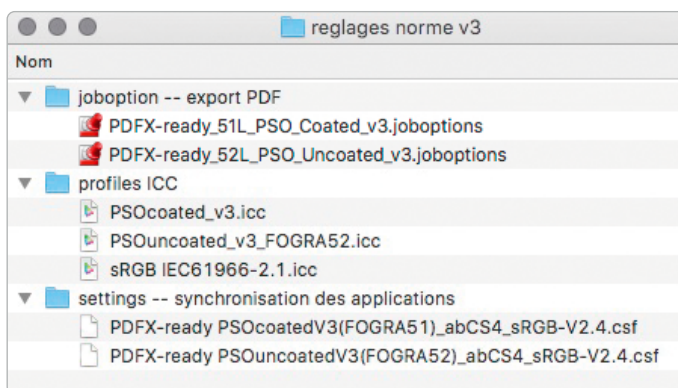 reglages norme v3
Nom
joboption -- export PDF
PDFX-ready_51L_PSO_Coated_v3.joboptions
PDFX-ready_52L_PSO_Uncoated_v3.joboptions
profiles ICC
PSOcoated_v3.icc
PSOuncoated_v3_FOGRA52.icc
sRGB IEC61966-2.1.icc
settings -- synchronisation des applications
PDFX-ready PSOcoatedV3(FOGRA51)_abCS4_sRGB-V2.4.csf
PDFX-ready PSOuncoatedV3(FOGRA52)_abCS4_sRGB-V2.4.csf